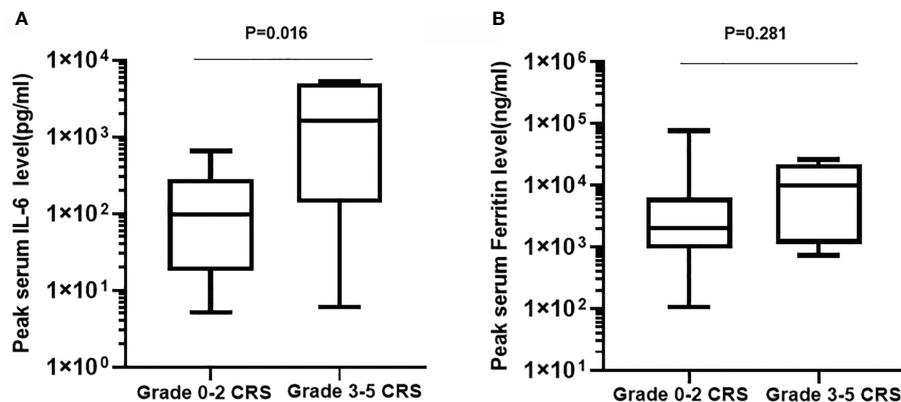 A
P=0.016
1×10⁴
1×10³
1×10²
1×10¹
1×10⁰
Peak serum IL-6 level(pg/ml)
Grade 0-2 CRS
Grade 3-5 CRS
B
P=0.281
1×10⁶
1×10⁵
1×10⁴
1×10³
1×10²
1×10¹
Peak serum Ferritin level(ng/ml)
Grade 0-2 CRS
Grade 3-5 CRS